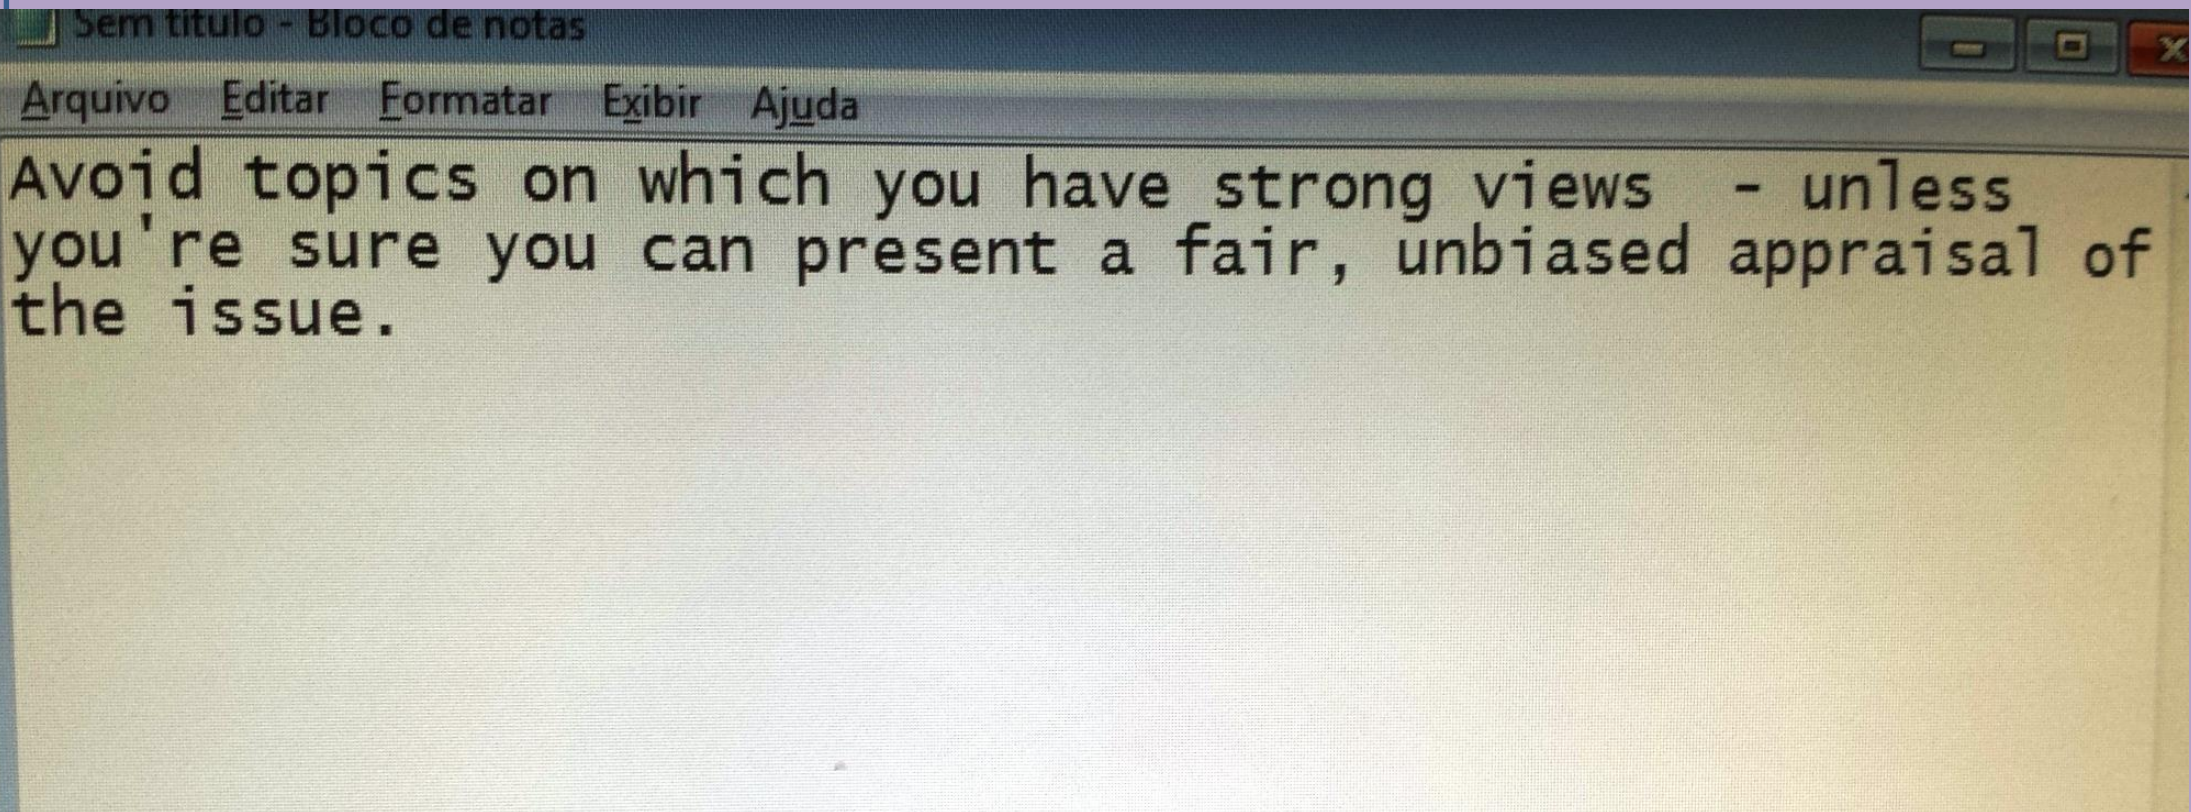 Sem título - Bloco de notas
Arquivo Editar Formatar Exibir Ajuda
Avoid topics on which you have strong views  - unless
you're sure you can present a fair, unbiased appraisal of
the issue.